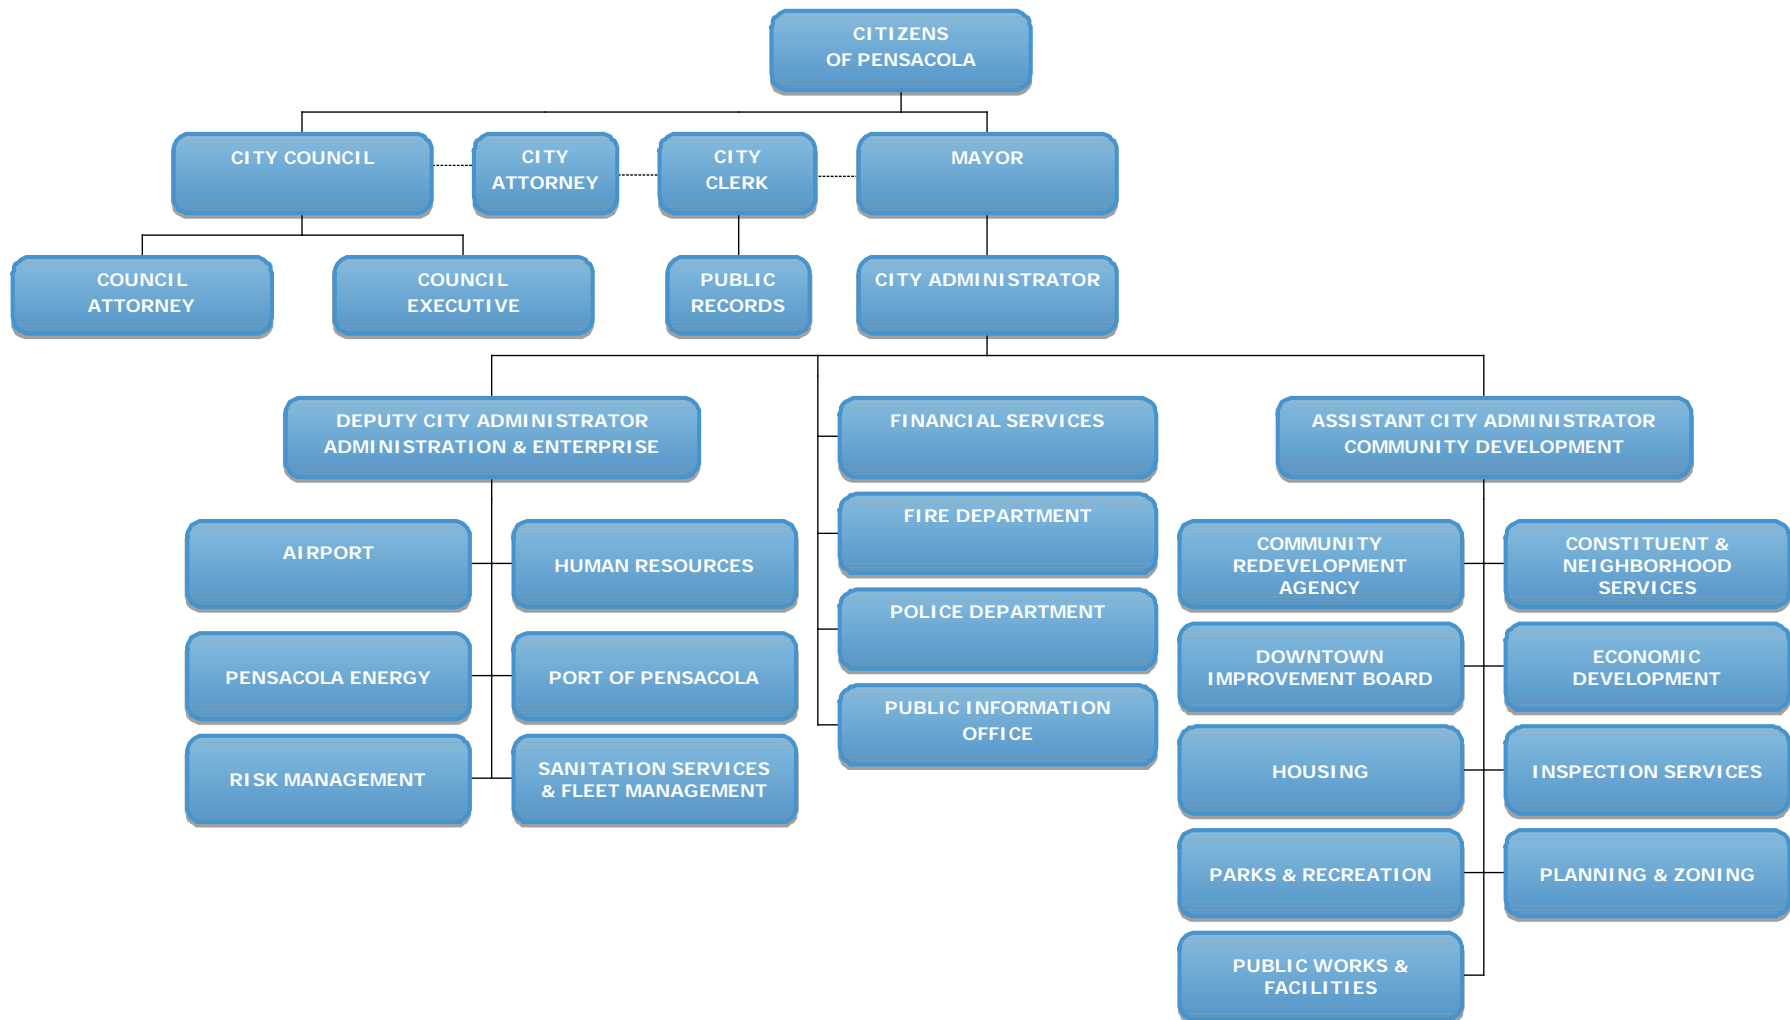 CITIZENS
OF PENSACOLA
CITY COUNCIL
CITY
ATTORNEY
CITY
CLERK
MAYOR
COUNCIL
ATTORNEY
COUNCIL
EXECUTIVE
PUBLIC
RECORDS
CITY ADMINISTRATOR
DEPUTY CITY ADMINISTRATOR
ADMINISTRATION & ENTERPRISE
FINANCIAL SERVICES
ASSISTANT CITY ADMINISTRATOR
COMMUNITY DEVELOPMENT
AIRPORT
HUMAN RESOURCES
PENSACOLA ENERGY
PORT OF PENSACOLA
RISK MANAGEMENT
SANITATION SERVICES
& FLEET MANAGEMENT
FIRE DEPARTMENT
POLICE DEPARTMENT
PUBLIC INFORMATION
OFFICE
COMMUNITY
REDEVELOPMENT
AGENCY
CONSTITUENT &
NEIGHBORHOOD
SERVICES
DOWNTOWN
IMPROVEMENT BOARD
ECONOMIC
DEVELOPMENT
HOUSING
INSPECTION SERVICES
PARKS & RECREATION
PLANNING & ZONING
PUBLIC WORKS &
FACILITIES